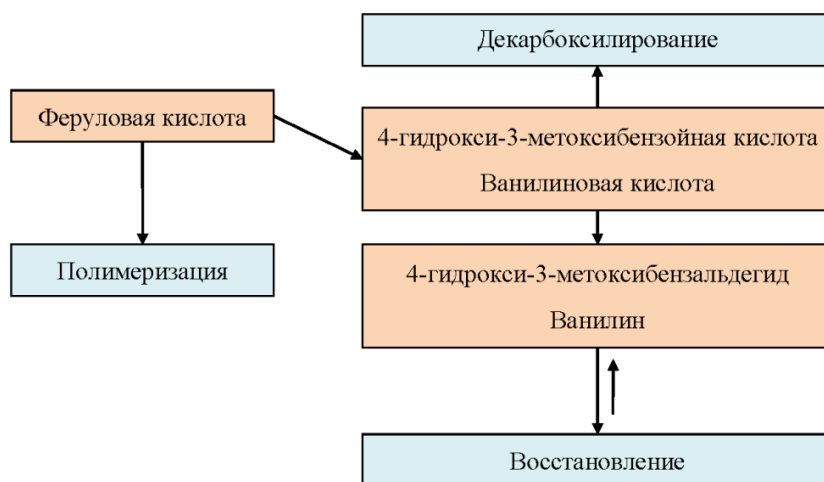 Декарбоксилирование
Феруловая кислота
4-гидрокси-3-метоксибензойная кислота
Ванилиновая кислота
Полимеризация
4-гидрокси-3-метоксибензальдегид
Ванилин
Восстановление